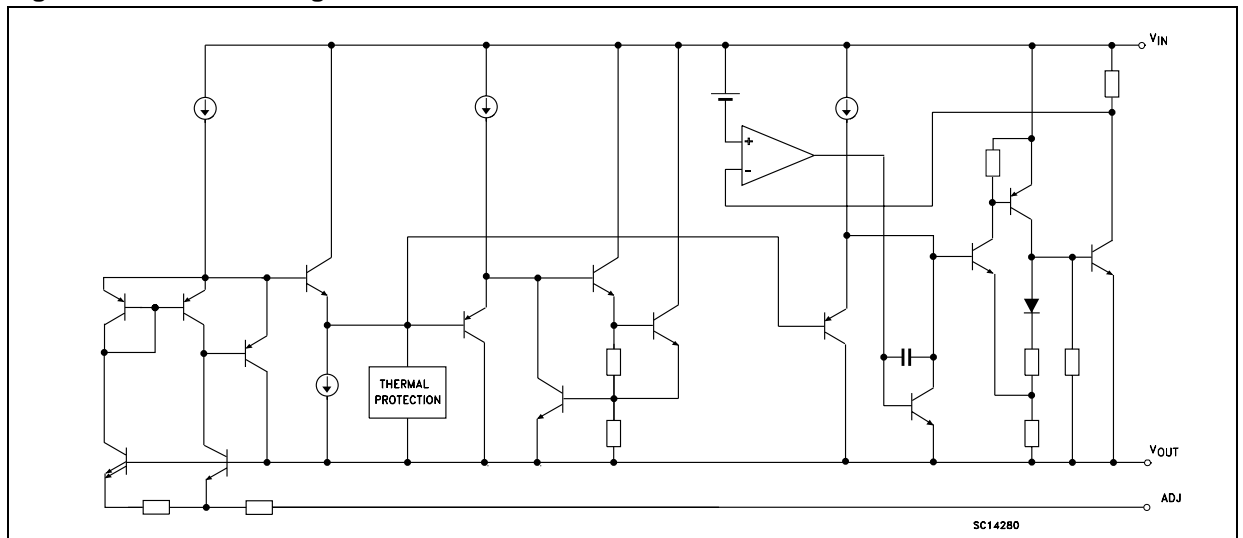 VIN
+
-
THERMAL
PROTECTION
VOUT
ADJ
SC14280